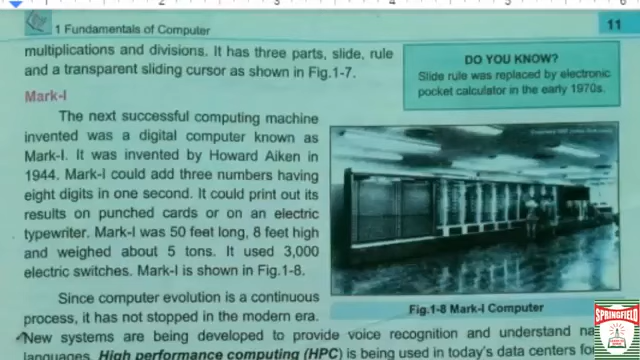 1 Fundamentals of Computer
11
multiplications and divisions. It has three parts, slide, rule
and a transparent sliding cursor as shown in Fig.1-7.
DO YOU KNOW?
Slide rule was replaced by electronic
pocket calculator in the early 1970s.
Mark-I
The next successful computing machine
invented was a digital computer known as
Mark-I. It was invented by Howard Aiken in
1944. Mark-I could add three numbers having
eight digits in one second. It could print out its
results on punched cards or on an electric
typewriter. Mark-I was 50 feet long, 8 feet high
and weighed about 5 tons. It used 3,000
electric switches. Mark-I is shown in Fig.1-8.
Fig.1-8 Mark-I Computer
Since computer evolution is a continuous
process, it has not stopped in the modern era.
New systems are being developed to provide voice recognition and understand
languages. High performance computing (HPC) is being used in today's data centers
SPRINGFIELD